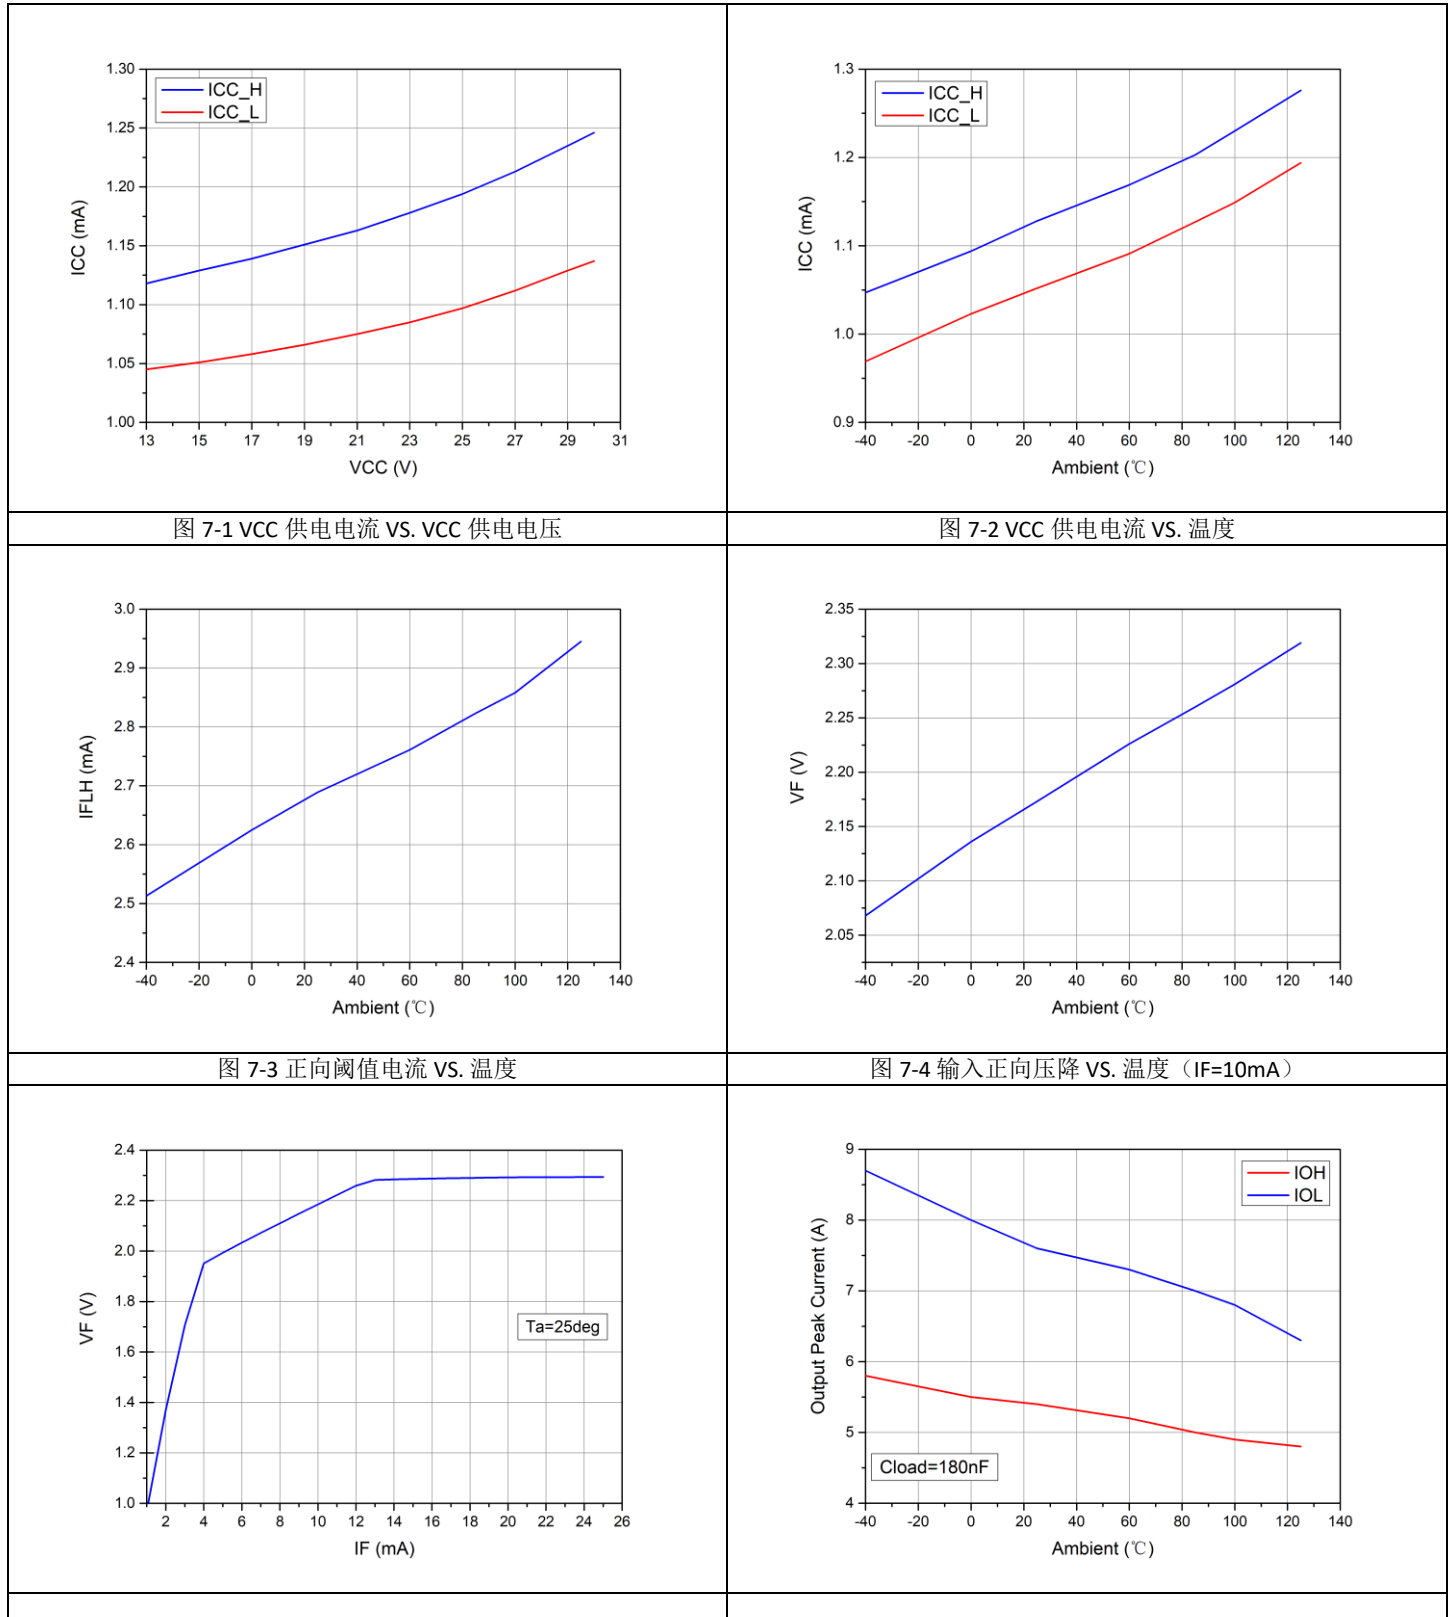 1.30
1.25
1.20
1.15
1.10
1.05
1.00
ICC (mA)
ICC_H
ICC_L
13 15 17 19 21 23 25 27 29 31
VCC (V)
1.3
1.2
1.1
1.0
0.9
ICC (mA)
ICC_H
ICC_L
-40 -20 0 20 40 60 80 100 120 140
Ambient (℃)
图 7-1 VCC 供电电流 VS. VCC 供电电压
图 7-2 VCC 供电电流 VS. 温度
3.0
2.9
2.8
2.7
2.6
2.5
2.4
IFLH (mA)
-40 -20 0 20 40 60 80 100 120 140
Ambient (℃)
2.35
2.30
2.25
2.20
2.15
2.10
2.05
VF (V)
-40 -20 0 20 40 60 80 100 120 140
Ambient (℃)
图 7-3 正向阈值电流 VS. 温度
图 7-4 输入正向压降 VS. 温度（IF=10mA）
2.4
2.2
2.0
1.8
1.6
1.4
1.2
1.0
VF (V)
Ta=25deg
2 4 6 8 10 12 14 16 18 20 22 24 26
IF (mA)
9
8
7
6
5
4
Output Peak Current (A)
IOH
IOL
Cload=180nF
-40 -20 0 20 40 60 80 100 120 140
Ambient (℃)